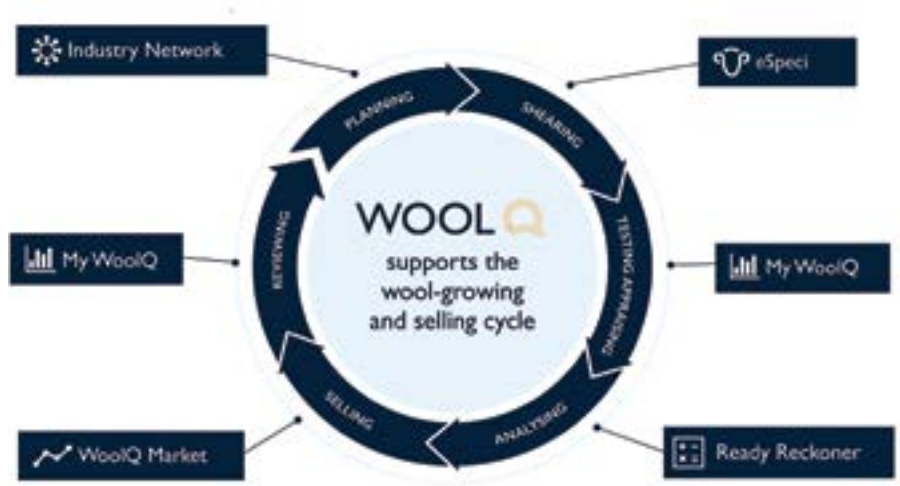 Industry Network
eSpeci
PLANNING
SHEARING
WOOL Q
supports the
wool-growing
and selling cycle
REVIEWING
TESTING APPRAISING
My WoolQ
My WoolQ
SELLING
ANALYSING
WoolQ Market
Ready Reckoner